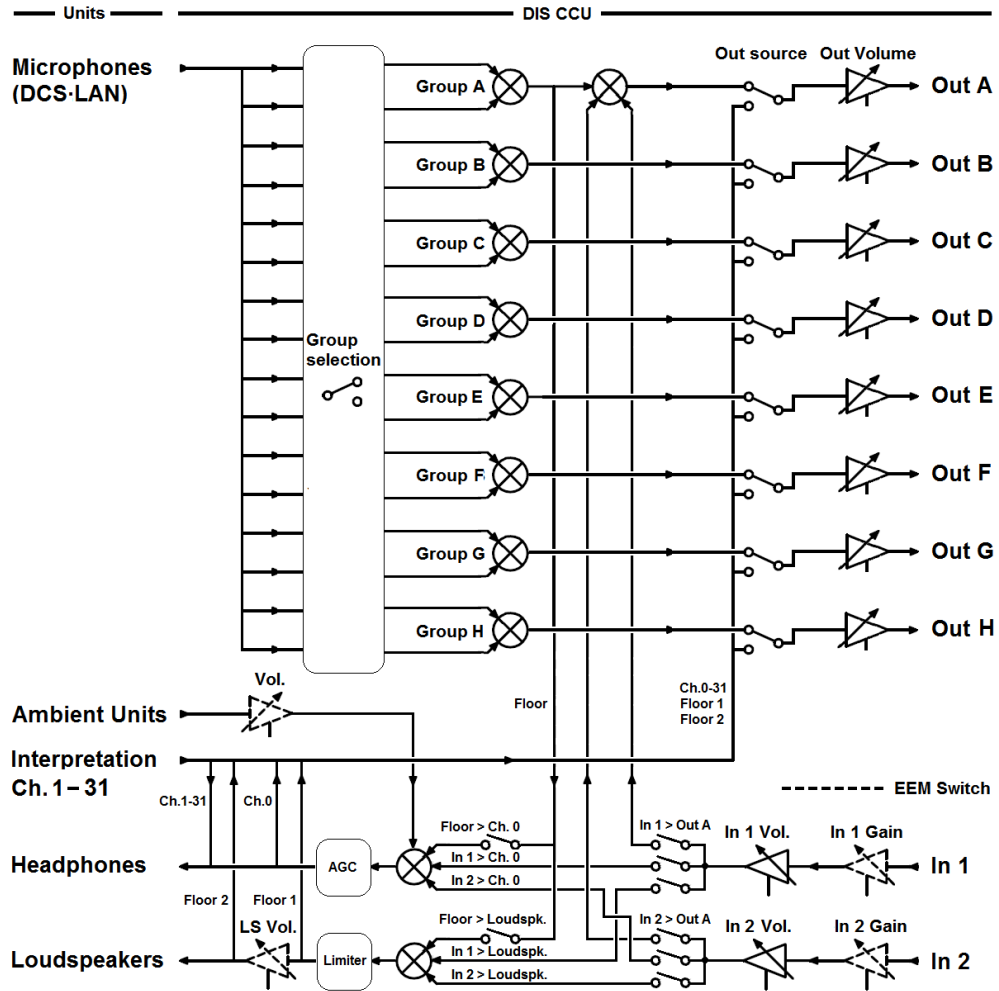 Units
DIS CCU
Out source
Out Volume
Microphones
(DCS·LAN)
Group A
Out A
Group B
Out B
Group C
Out C
Group D
Out D
Group
selection
Group E
Out E
Group F
Out F
Group G
Out G
Group H
Out H
Vol.
Floor
Ch.0-31
Floor 1
Floor 2
Ambient Units
Interpretation
Ch. 1– 31
EEM Switch
Ch.1-31
Ch.0
Floor > Ch. 0
In 1 > Out A
In 1 Vol.
In 1 Gain
In 1 > Ch. 0
Headphones
AGC
In 1
In 2 > Ch. 0
Floor 2
Floor 1
LS Vol.
Floor > Loudspk.
In 2 > Out A
In 2 Vol.
In 2 Gain
In 1 > Loudspk.
Loudspeakers
Limiter
In 2
In 2 > Loudspk.